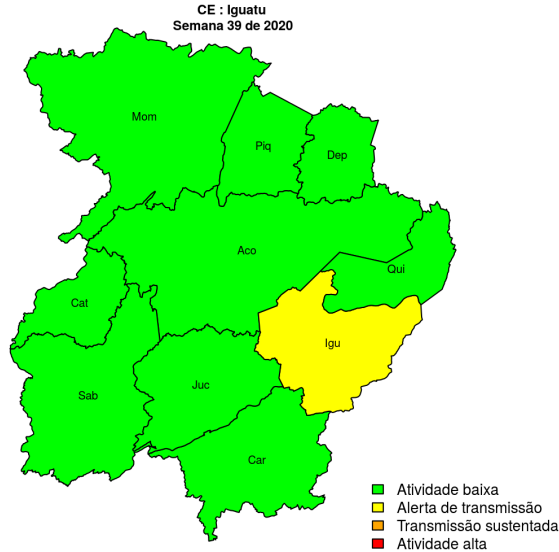 CE : Iguatu
Semana 39 de 2020
Mom
Piq
Dep
Aco
Qui
Cat
Igu
Juc
Sab
Car
Atividade baixa
Alerta de transmissão
Transmissão sustentada
Atividade alta